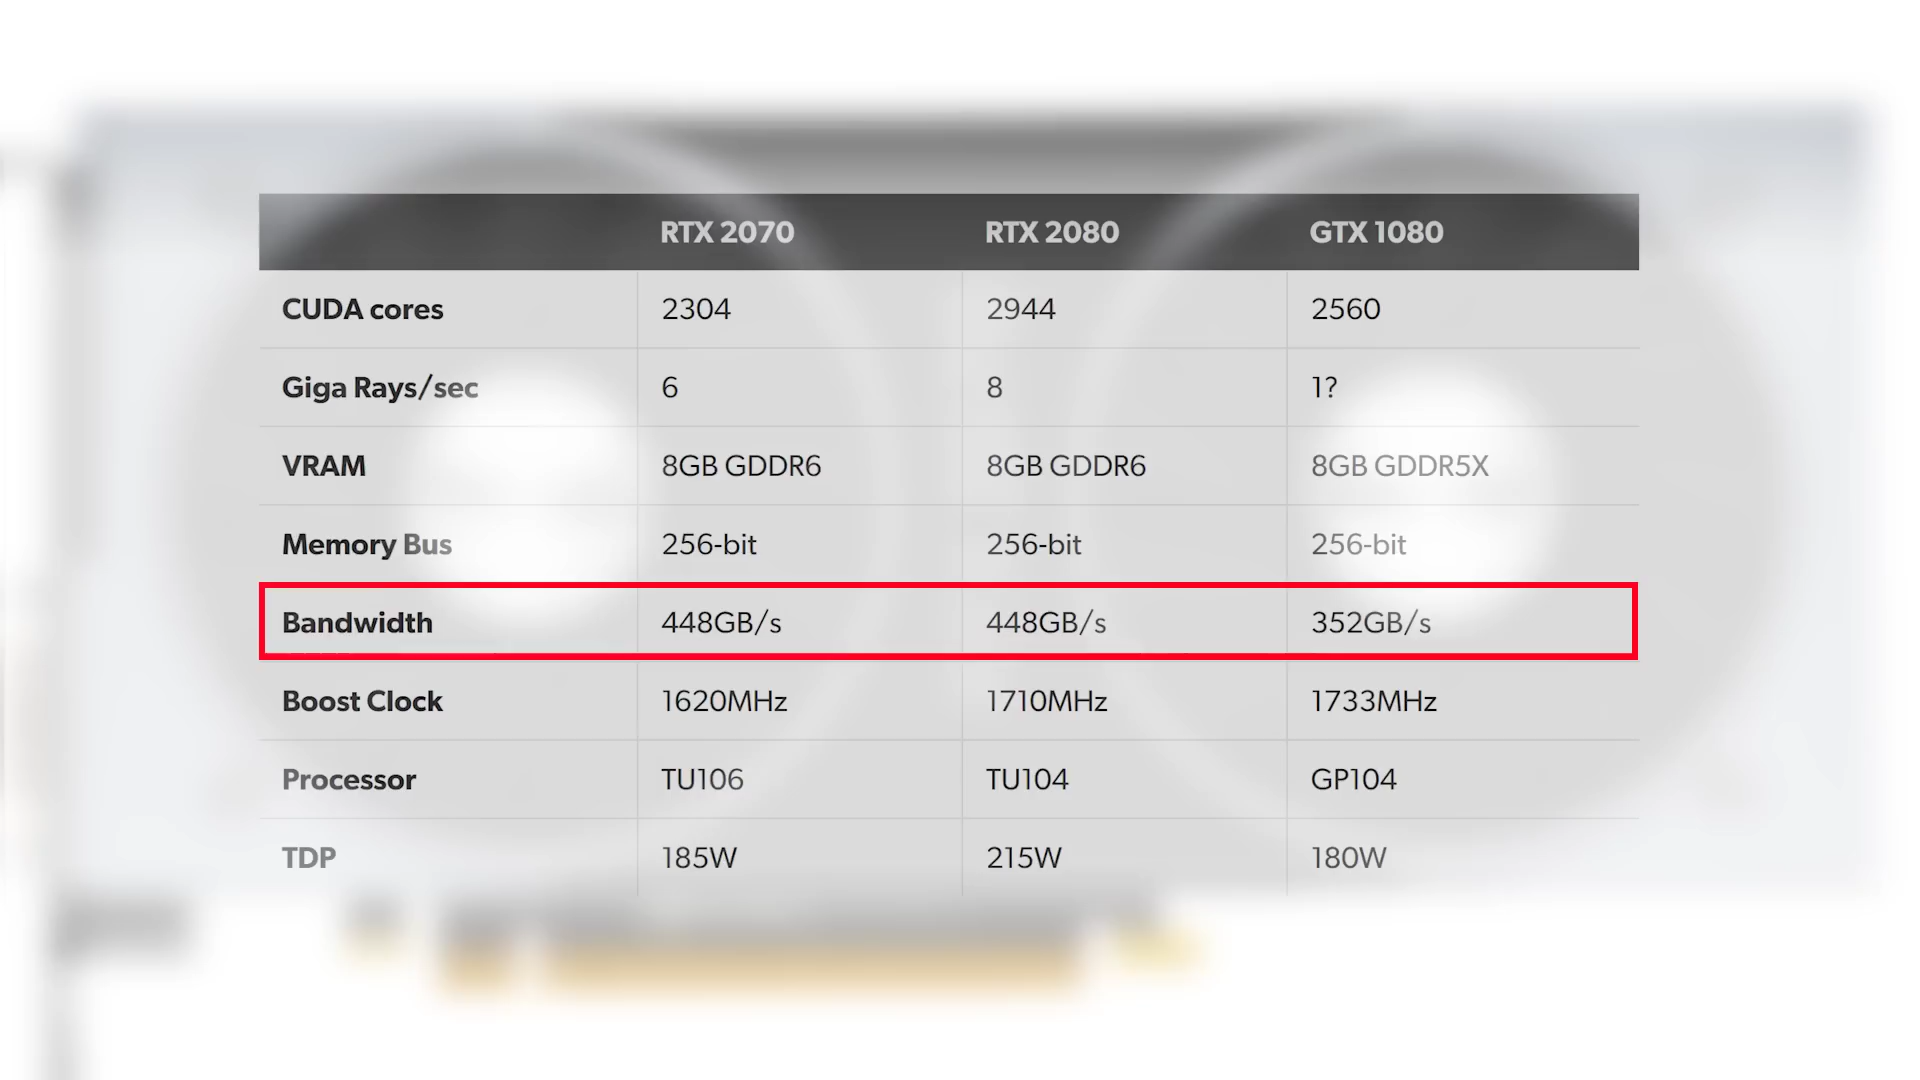 RTX 2070 RTX 2080 GTX 1080
CUDA cores 2304 2944 2560
Giga Rays/sec 6 8 1?
VRAM 8GB GDDR6 8GB GDDR6 8GB GDDR5X
Memory Bus 256-bit 256-bit 256-bit
Bandwidth 448GB/s 448GB/s 352GB/s
Boost Clock 1620MHz 1710MHz 1733MHz
Processor TU106 TU104 GP104
TDP 185W 215W 180W